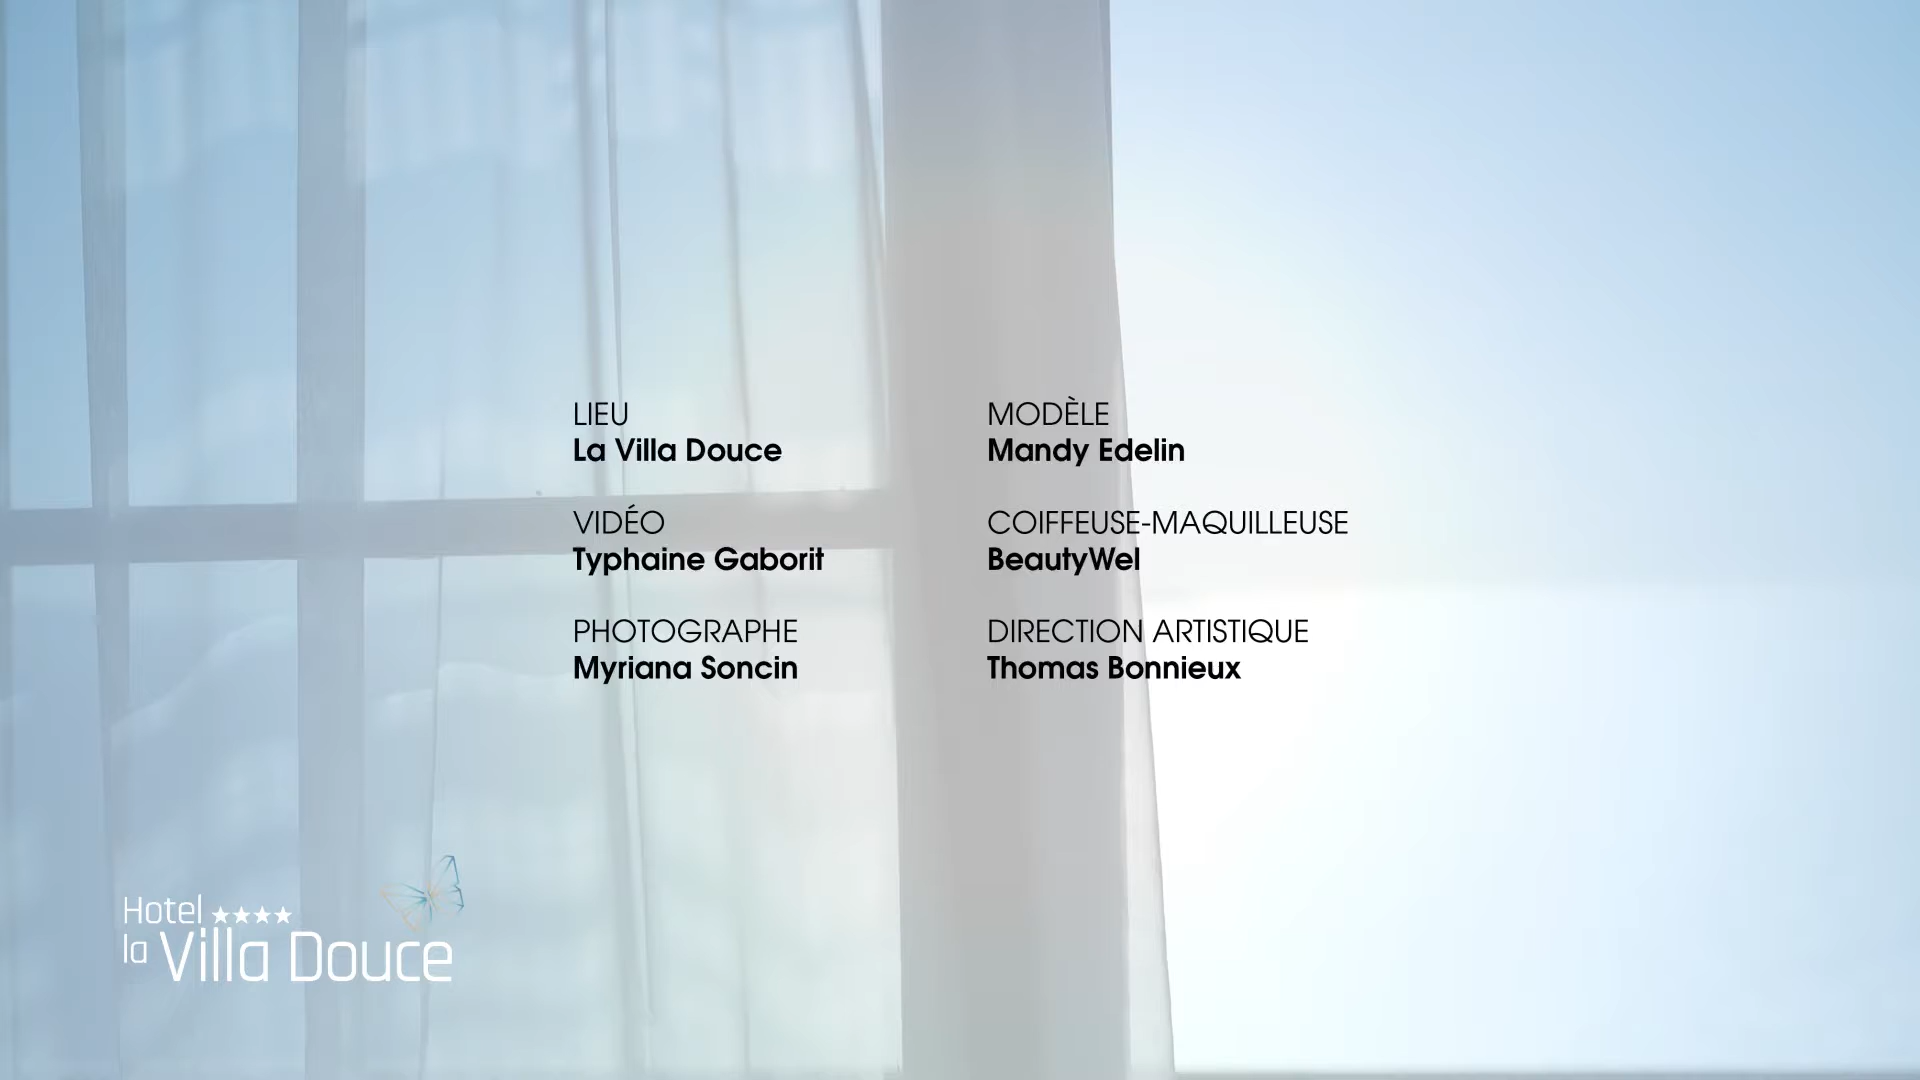 LIEU
La Villa Douce
VIDÉO
Typhaine Gaborit
PHOTOGRAPHE
Myriana Soncin
MODÈLE
Mandy Edelin
COIFFEUSE-MAQUILLEUSE
BeautyWel
DIRECTION ARTISTIQUE
Thomas Bonnieux
Hotel ★★★★
la Villa Douce